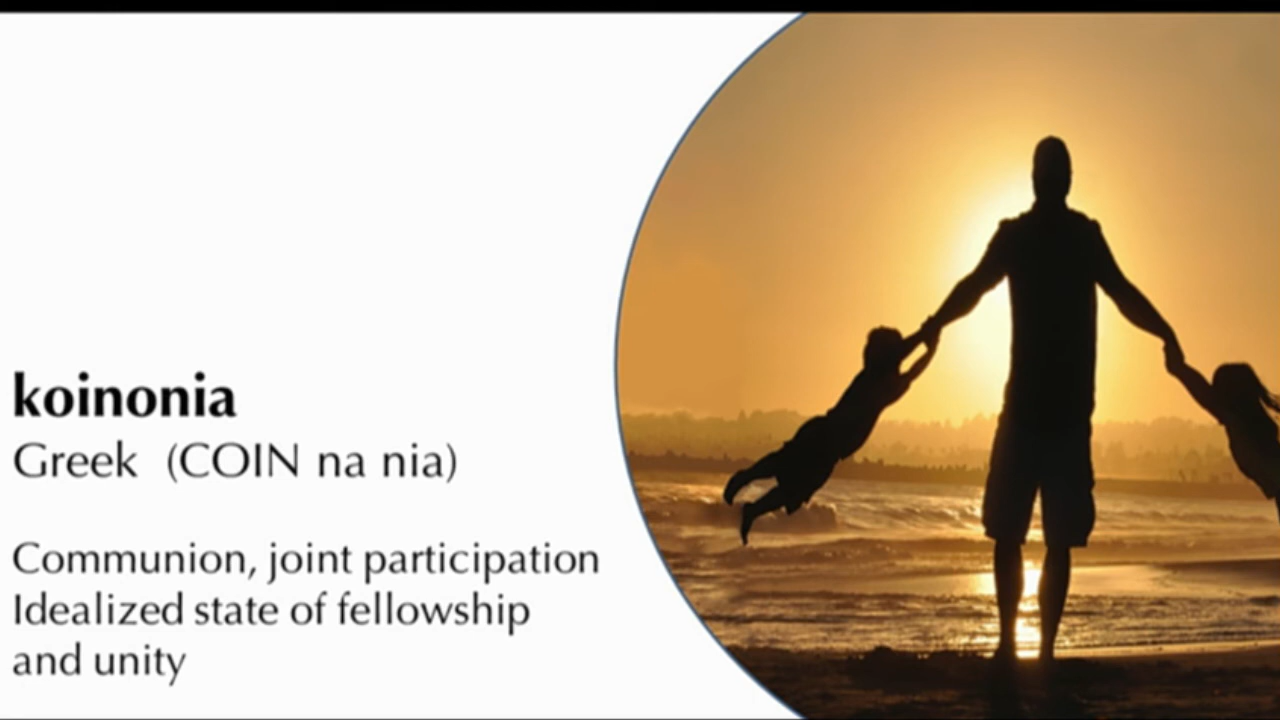 koinonia
Greek (COIN na nia)
Communion, joint participation
Idealized state of fellowship
and unity